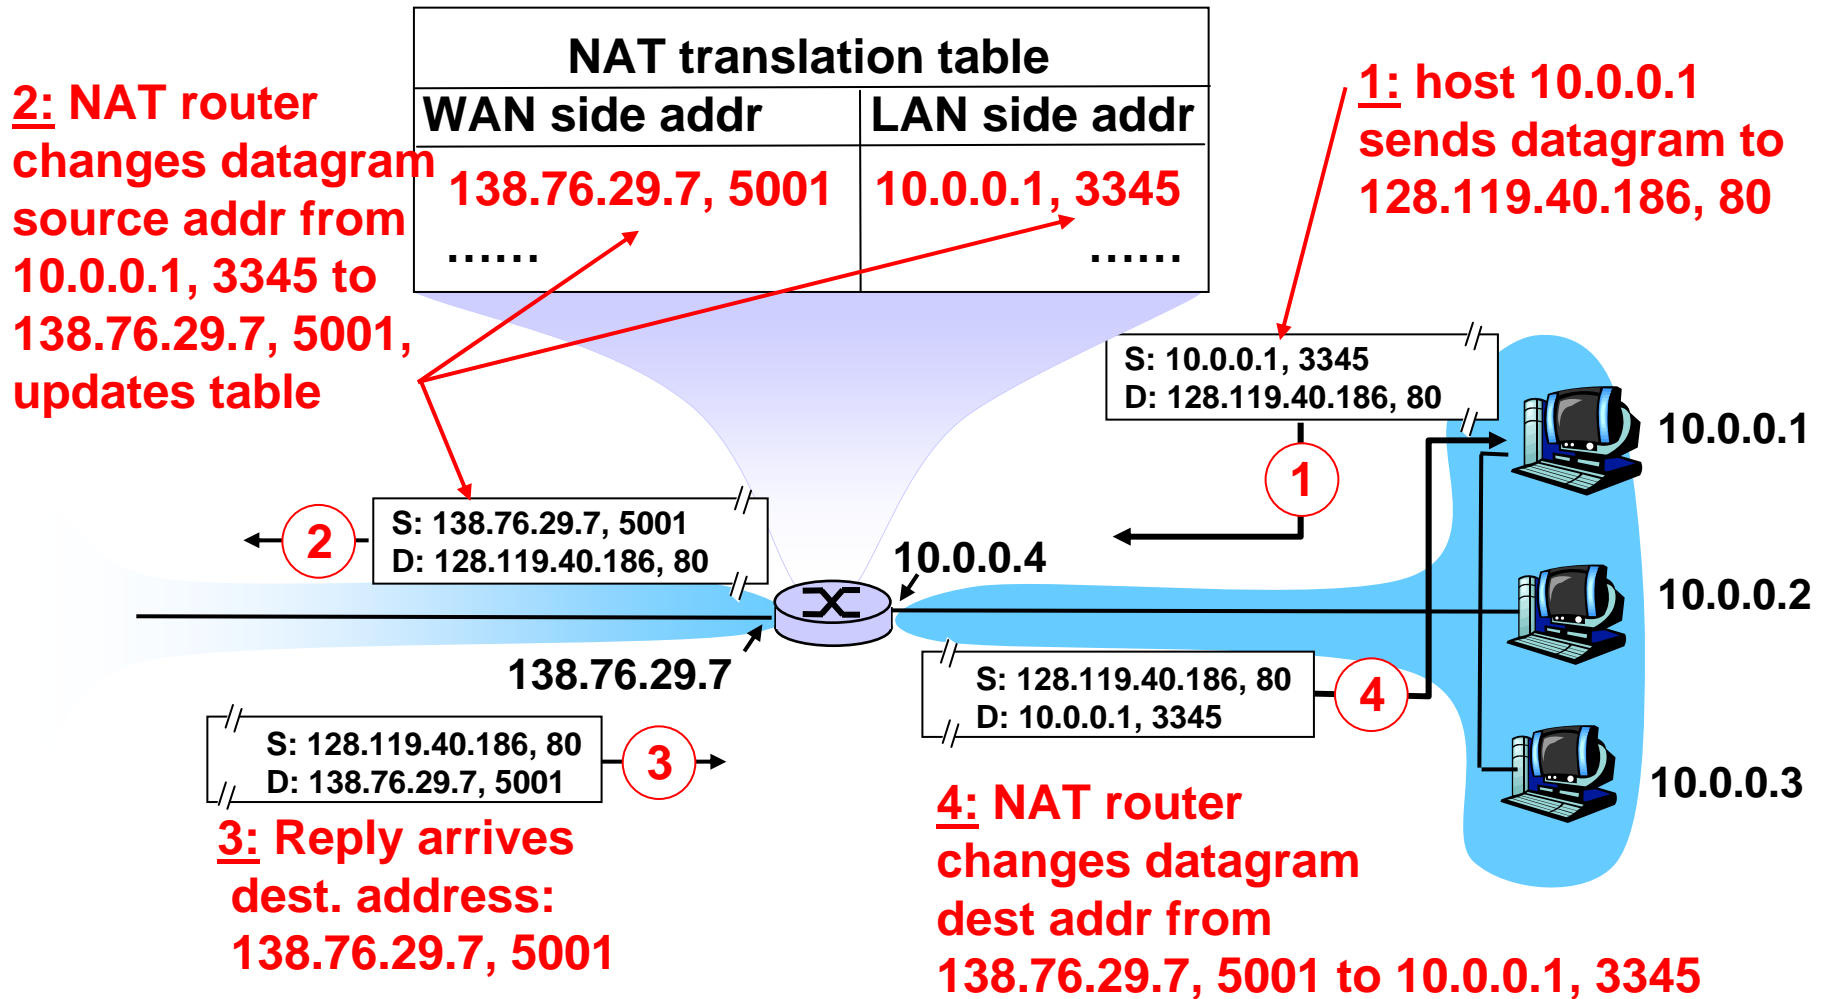 NAT translation table
WAN side addr
LAN side addr
138.76.29.7, 5001
10.0.0.1, 3345
......
......
2: NAT router
changes datagram
source addr from
10.0.0.1, 3345 to
138.76.29.7, 5001,
updates table
1: host 10.0.0.1
sends datagram to
128.119.40.186, 80
S: 10.0.0.1, 3345
D: 128.119.40.186, 80
1
10.0.0.1
S: 138.76.29.7, 5001
D: 128.119.40.186, 80
2
10.0.0.4
10.0.0.2
138.76.29.7
S: 128.119.40.186, 80
D: 10.0.0.1, 3345
4
S: 128.119.40.186, 80
D: 138.76.29.7, 5001
3
10.0.0.3
3: Reply arrives
dest. address:
138.76.29.7, 5001
4: NAT router
changes datagram
dest addr from
138.76.29.7, 5001 to 10.0.0.1, 3345